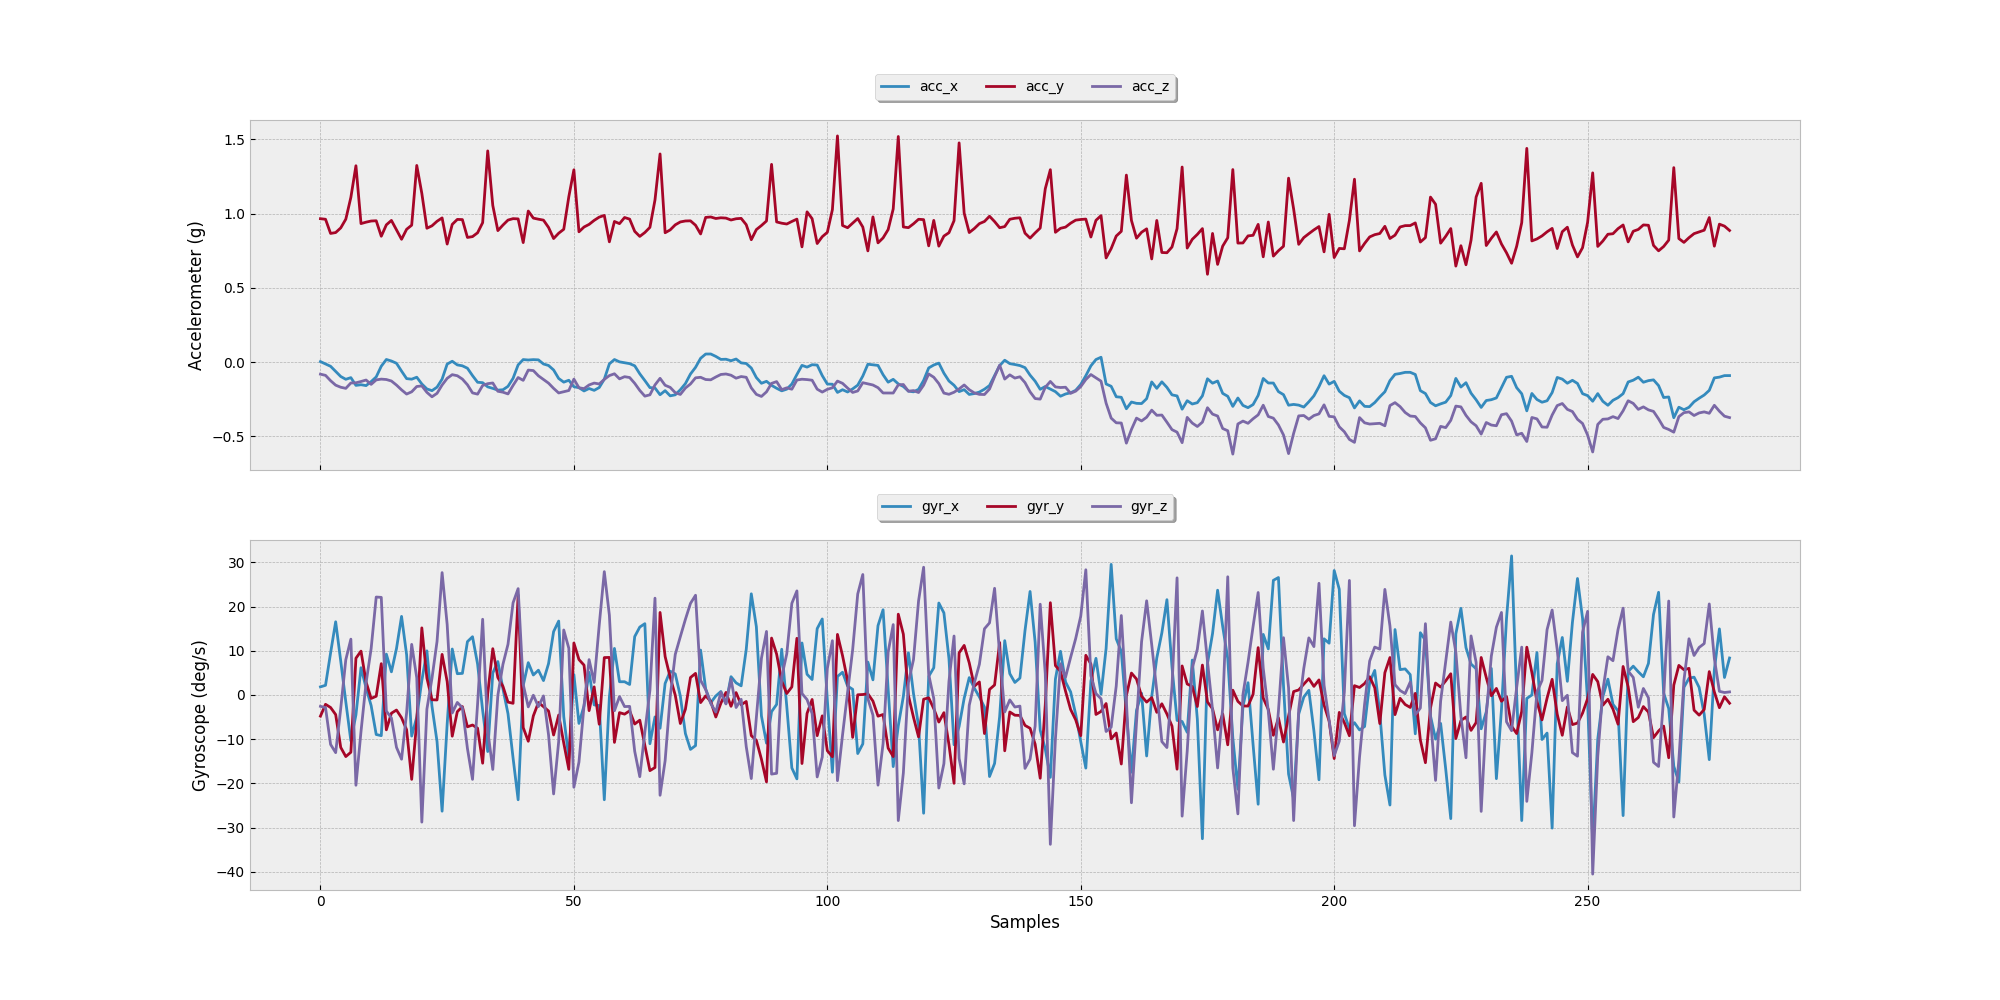 acc_x acc_y acc_z
1.5
1.0
0.5
0.0
−0.5
Accelerometer (g)
gyr_x gyr_y gyr_z
30
20
10
0
−10
−20
−30
−40
Gyroscope (deg/s)
0 50 100 150 200 250
Samples